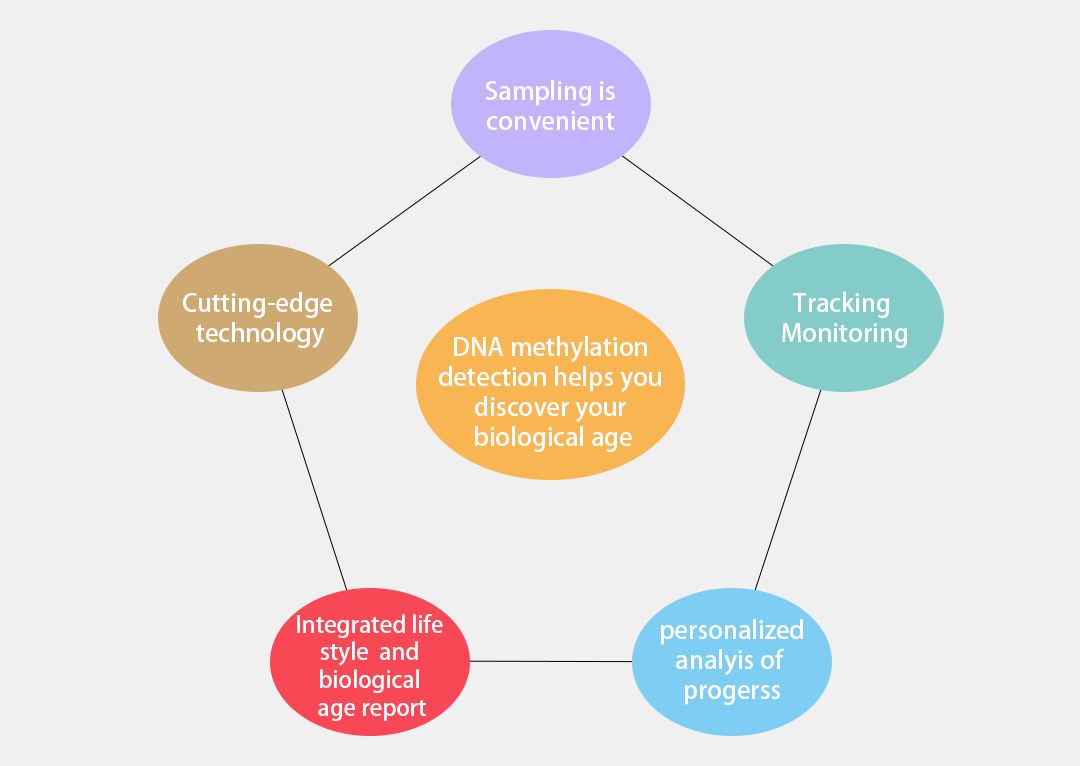 Sampling is
convenient
Cutting-edge
technology
Tracking
Monitoring
DNA methylation
detection helps you
discover your
biological age
Integrated life
style and
biological
age report
personalized
analyis of
progerss